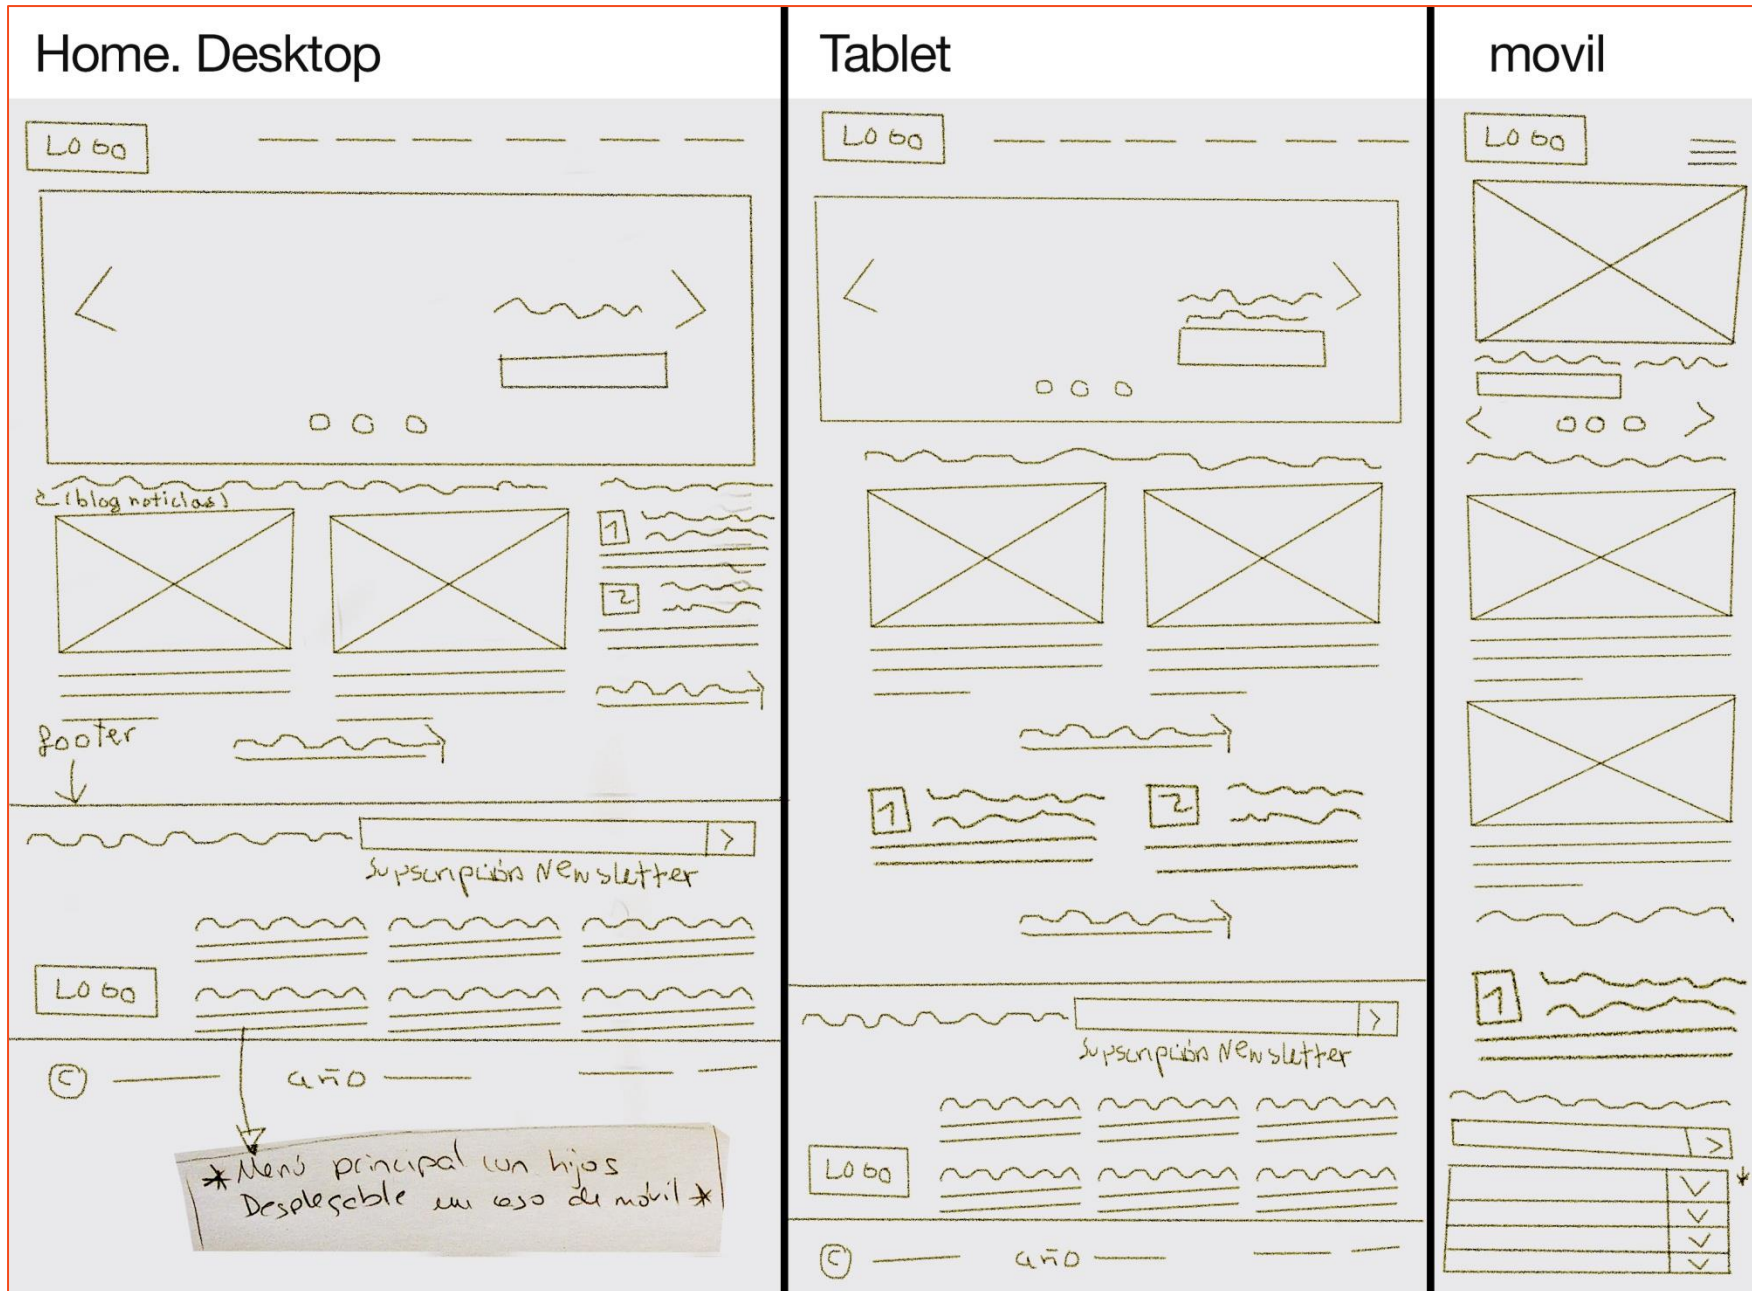 Home. Desktop
LOGO
(blog noticias)
1
2
footer
Supscripción Newsletter
LOGO
© año
*Menú principal con hijos
Desplegable en caso de móvil*
Tablet
LOGO
1
2
Supscripción Newsletter
LOGO
© año
movil
LOGO
1
*